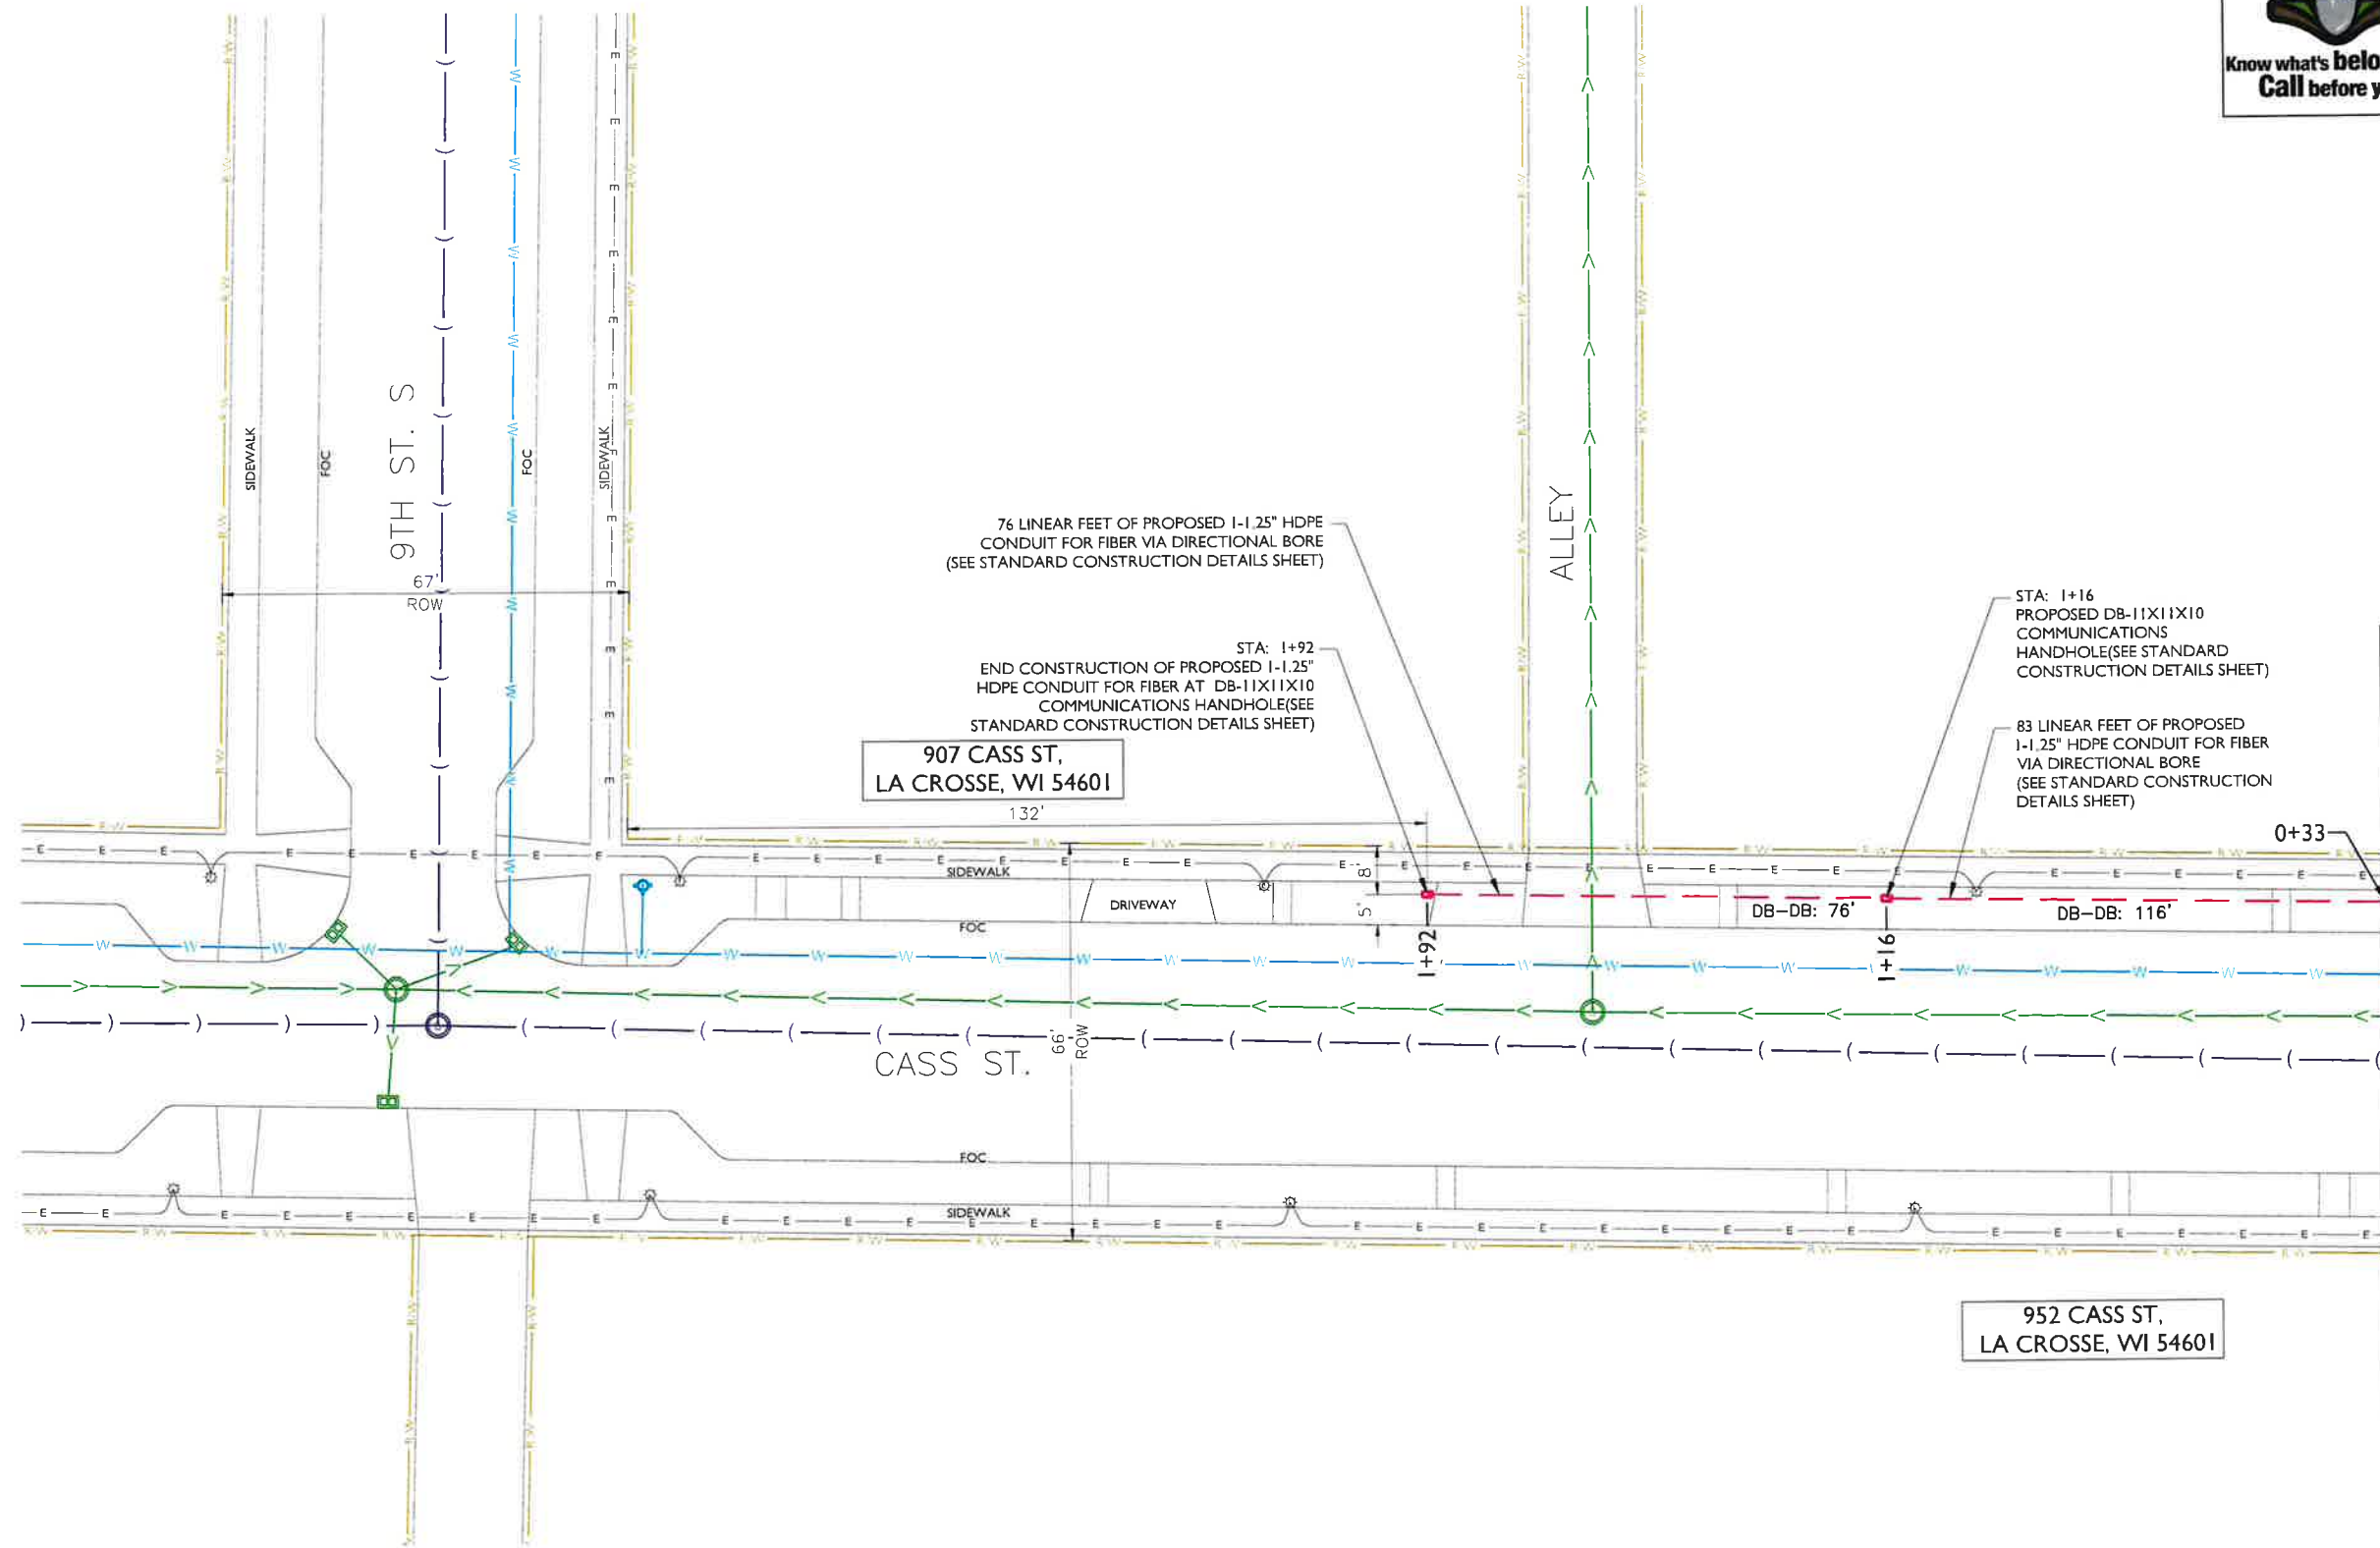 Know what's belo
Call before y
SIDEWALK
FOC
9TH ST. S
FOC
SIDEWALK
67'
ROW
76 LINEAR FEET OF PROPOSED 1-1.25" HDPE
CONDUIT FOR FIBER VIA DIRECTIONAL BORE
(SEE STANDARD CONSTRUCTION DETAILS SHEET)
ALLEY
STA: 1+92
END CONSTRUCTION OF PROPOSED 1-1.25"
HDPE CONDUIT FOR FIBER AT DB-11X11X10
COMMUNICATIONS HANDHOLE(SEE
STANDARD CONSTRUCTION DETAILS SHEET)
STA: 1+16
PROPOSED DB-11X11X10
COMMUNICATIONS
HANDHOLE(SEE STANDARD
CONSTRUCTION DETAILS SHEET)
83 LINEAR FEET OF PROPOSED
1-1.25" HDPE CONDUIT FOR FIBER
VIA DIRECTIONAL BORE
(SEE STANDARD CONSTRUCTION
DETAILS SHEET)
907 CASS ST,
LA CROSSE, WI 54601
132'
0+33
8'
SIDEWALK
5'
DRIVEWAY
DB-DB: 76'
DB-DB: 116'
FOC
1+92
1+16
66'
ROW
CASS ST.
FOC
SIDEWALK
952 CASS ST,
LA CROSSE, WI 54601